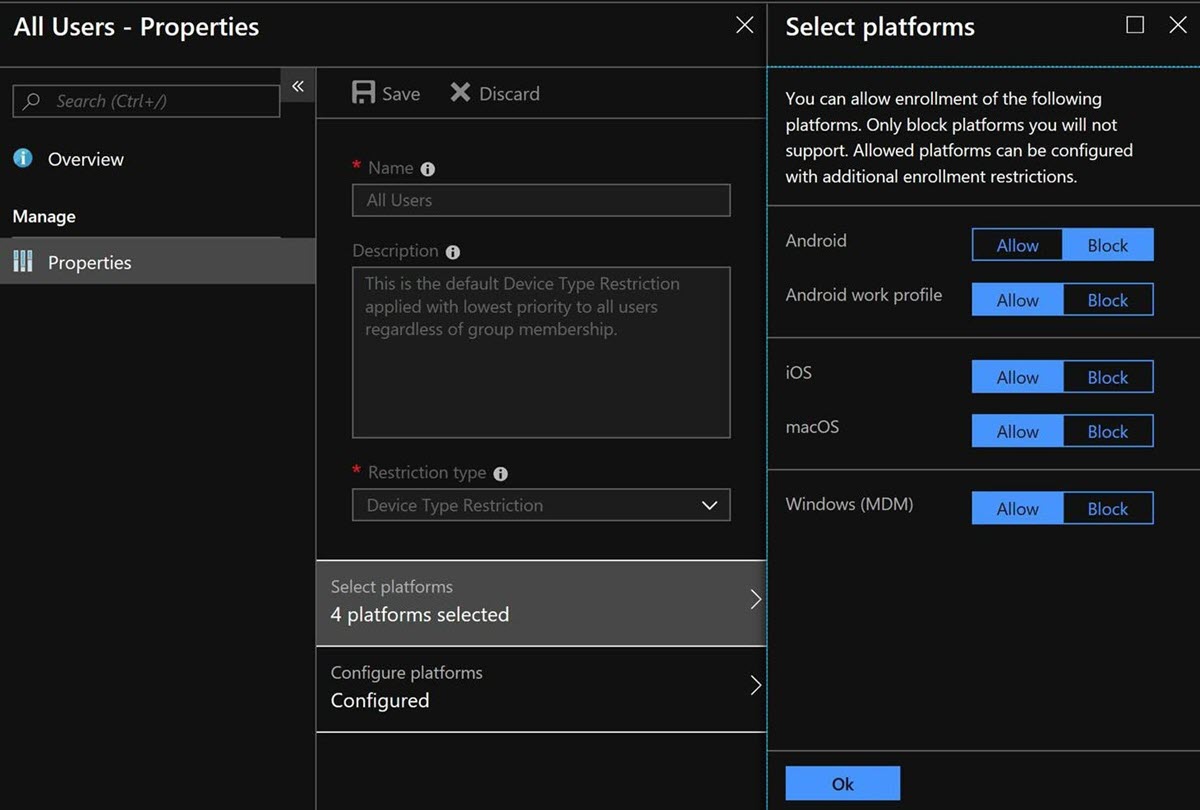 All Users - Properties
Search (Ctrl+/)
«
Overview
Manage
Properties
Save
Discard
* Name
All Users
Description
This is the default Device Type Restriction
applied with lowest priority to all users
regardless of group membership.
* Restriction type
Device Type Restriction
Select platforms
4 platforms selected
Configure platforms
Configured
Select platforms
You can allow enrollment of the following
platforms. Only block platforms you will not
support. Allowed platforms can be configured
with additional enrollment restrictions.
Android Allow Block
Android work profile Allow Block
iOS Allow Block
macOS Allow Block
Windows (MDM) Allow Block
Ok